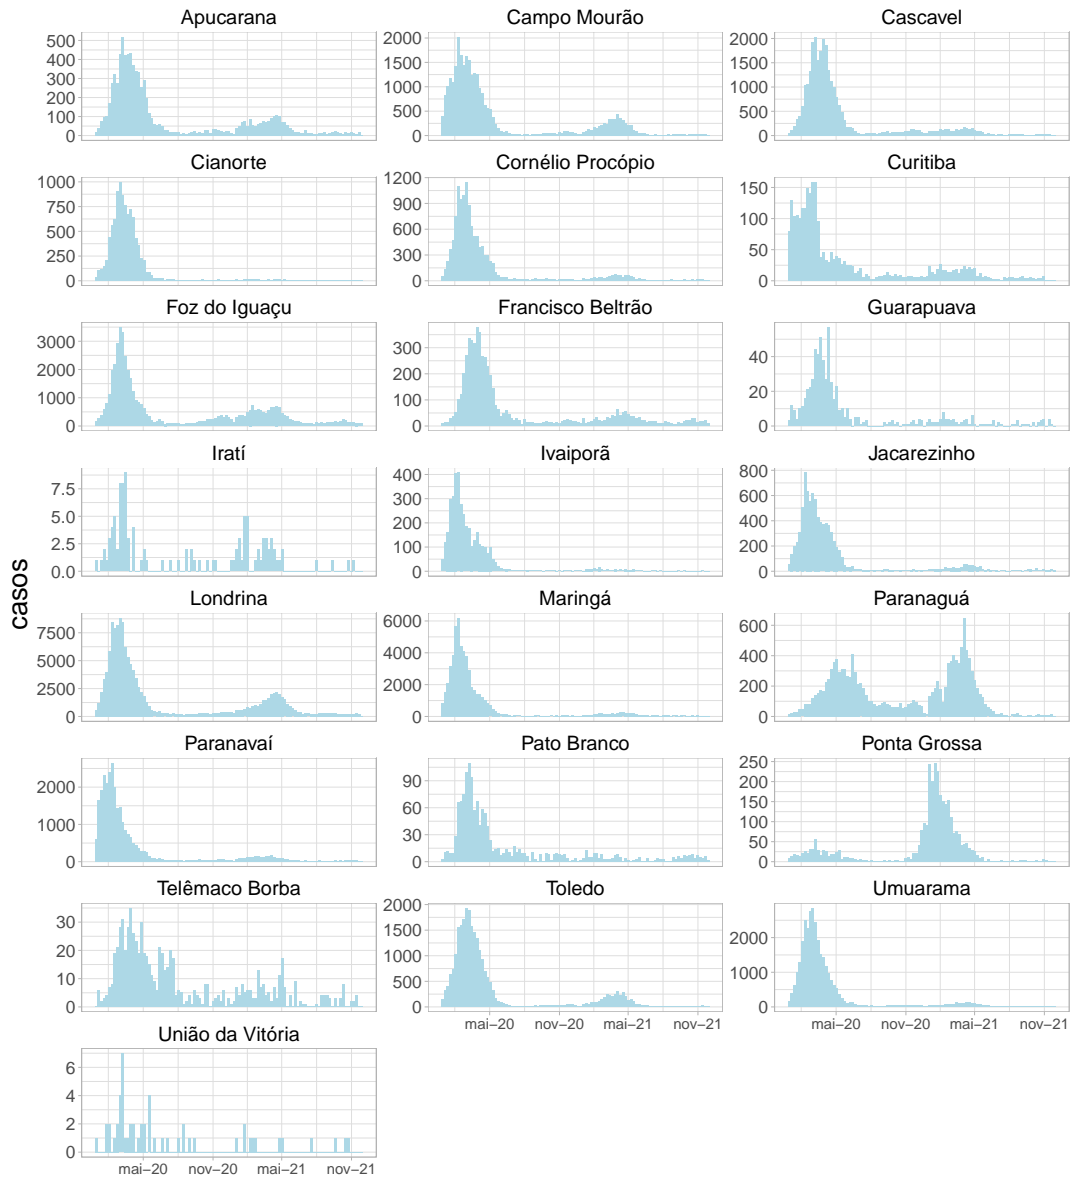 Apucarana Campo Mourão Cascavel
500 400 300 200 100 0
2000 1500 1000 500 0
2000 1500 1000 500 0
Cianorte Cornélio Procópio Curitiba
1000 750 500 250 0
1200 900 600 300 0
150 100 50 0
Foz do Iguaçu Francisco Beltrão Guarapuava
3000 2000 1000 0
300 200 100 0
40 20 0
Iratí Ivaiporã Jacarezinho
7.5 5.0 2.5 0.0
400 300 200 100 0
800 600 400 200 0
casos
Londrina Maringá Paranaguá
7500 5000 2500 0
6000 4000 2000 0
600 400 200 0
Paranavaí Pato Branco Ponta Grossa
2000 1000 0
90 60 30 0
250 200 150 100 50 0
Telêmaco Borba Toledo Umuarama
30 20 10 0
2000 1500 1000 500 0
2000 1000 0
mai–20 nov–20 mai–21 nov–21
mai–20 nov–20 mai–21 nov–21
União da Vitória
6 4 2 0
mai–20 nov–20 mai–21 nov–21